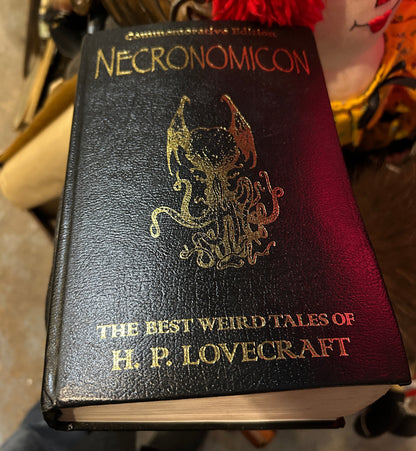 Commemorative Edition
NECRONOMICON
THE BEST WEIRD TALES OF
H. P. LOVECRAFT